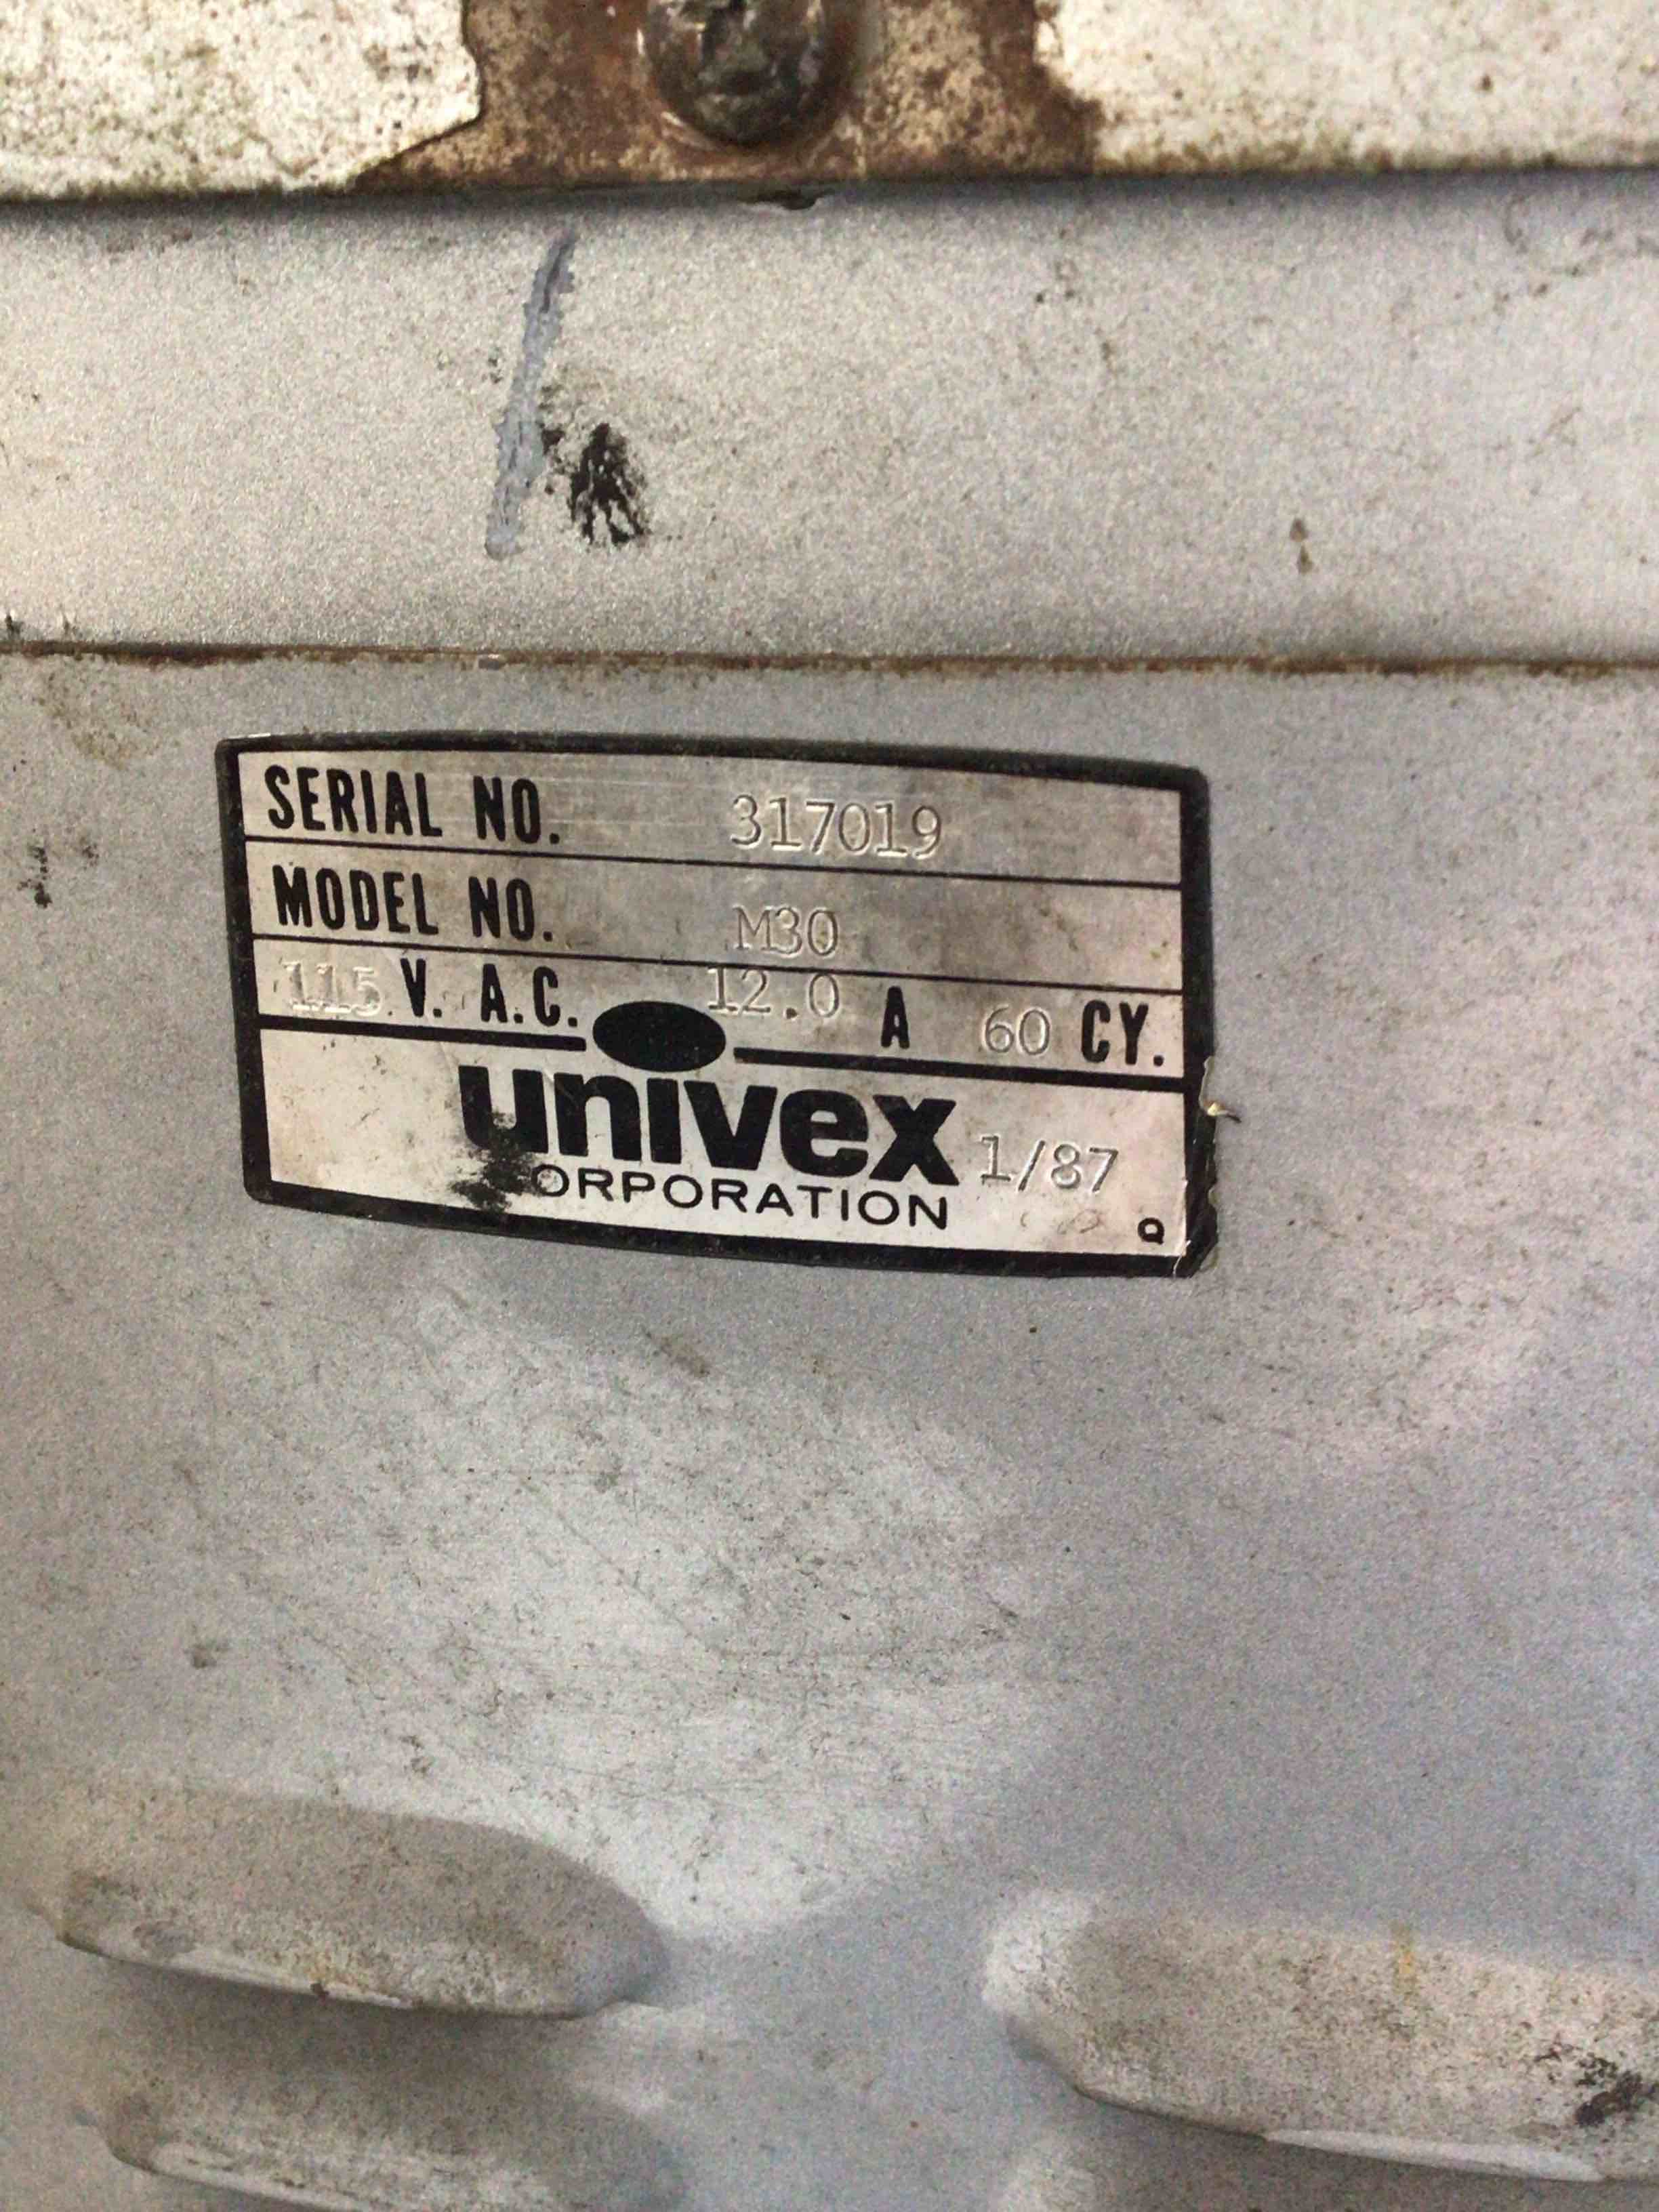 SERIAL NO. 317019
MODEL NO. M30
115 V. A.C. 12.0 A 60 CY.
univex 1/87
ORPORATION
Q